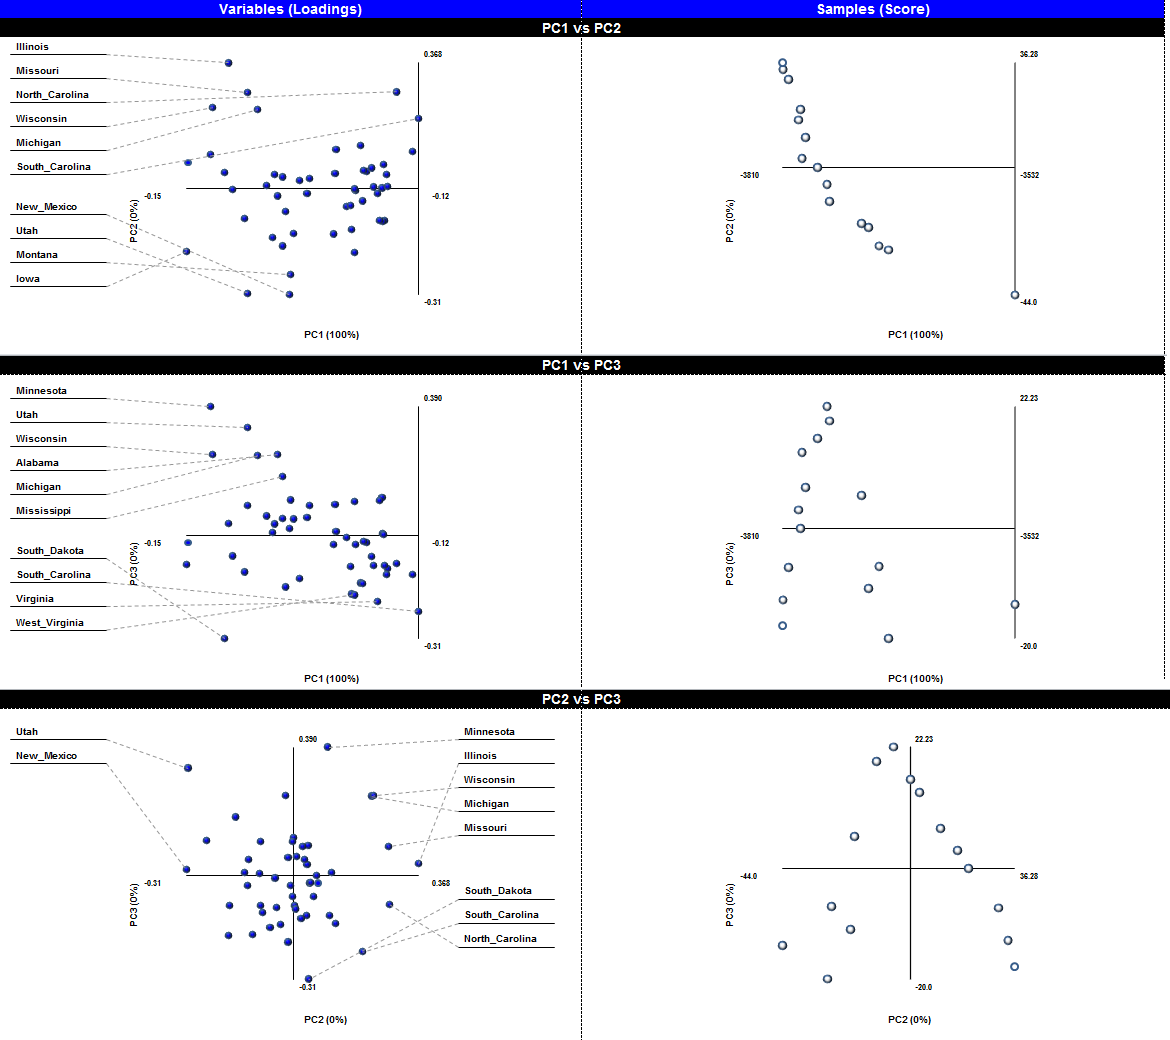 Variables (Loadings)
Samples (Score)
PC1 vs PC2
Illinois
Missouri
North_Carolina
Wisconsin
Michigan
South_Carolina
New_Mexico
Utah
Montana
Iowa
0.368
-0.15
-0.12
-0.31
PC2 (0%)
PC1 (100%)
36.28
-3810
-3532
-44.0
PC2 (0%)
PC1 (100%)
PC1 vs PC3
Minnesota
Utah
Wisconsin
Alabama
Michigan
Mississippi
South_Dakota
South_Carolina
Virginia
West_Virginia
0.390
-0.15
-0.12
-0.31
PC3 (0%)
PC1 (100%)
22.23
-3810
-3532
-20.0
PC3 (0%)
PC1 (100%)
PC2 vs PC3
Utah
New_Mexico
Minnesota
Illinois
Wisconsin
Michigan
Missouri
South_Dakota
South_Carolina
North_Carolina
0.390
-0.31
0.368
-0.31
PC3 (0%)
PC2 (0%)
22.23
-44.0
36.28
-20.0
PC3 (0%)
PC2 (0%)